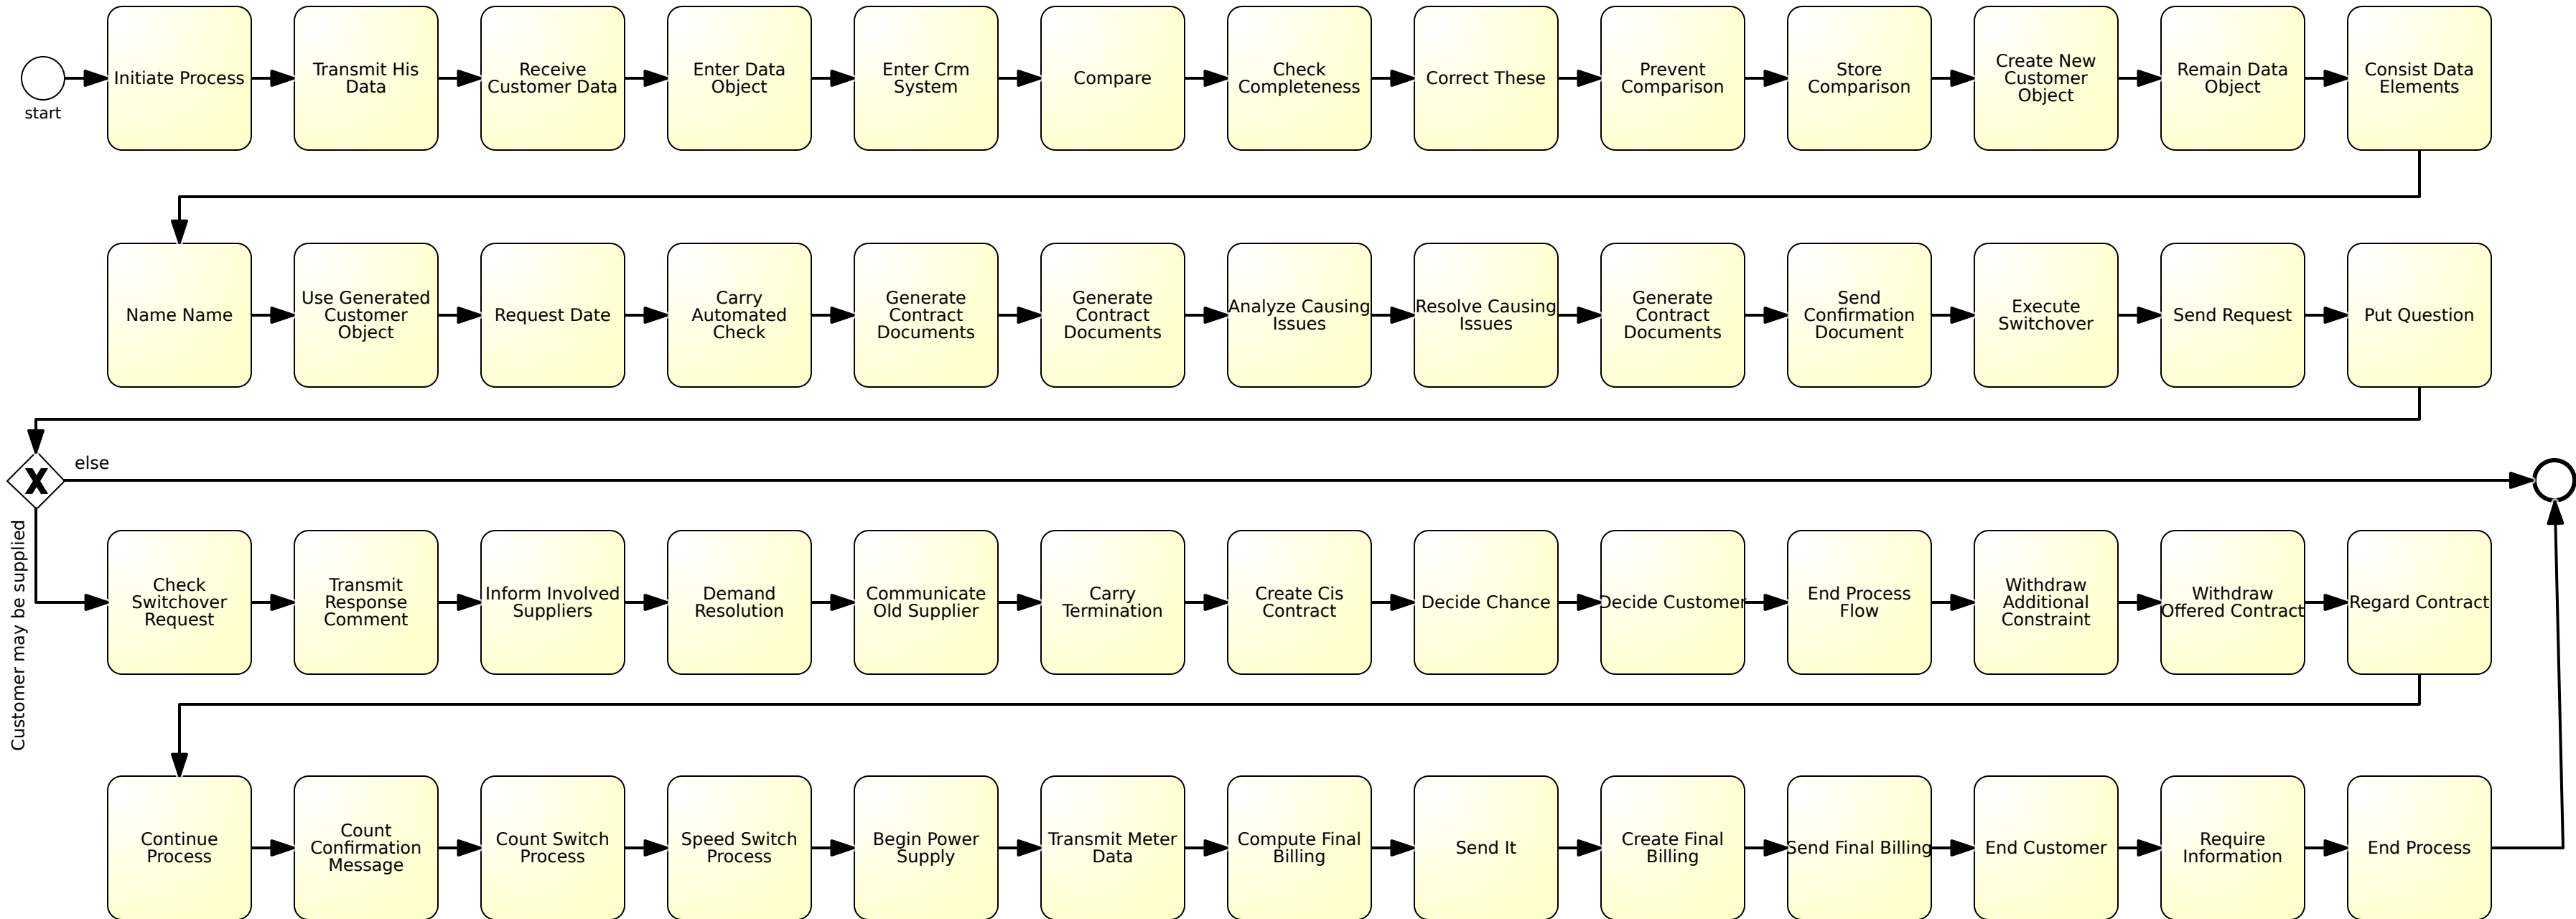 start
Initiate Process
Transmit His
Data
Receive
Customer Data
Enter Data
Object
Enter Crm
System
Compare
Check
Completeness
Correct These
Prevent
Comparison
Store
Comparison
Create New
Customer
Object
Remain Data
Object
Consist Data
Elements
Name Name
Use Generated
Customer
Object
Request Date
Carry
Automated
Check
Generate
Contract
Documents
Generate
Contract
Documents
Analyze Causing
Issues
Resolve Causing
Issues
Generate
Contract
Documents
Send
Confirmation
Document
Execute
Switchover
Send Request
Put Question
X
else
Customer may be supplied
Check
Switchover
Request
Transmit
Response
Comment
Inform Involved
Suppliers
Demand
Resolution
Communicate
Old Supplier
Carry
Termination
Create Cis
Contract
Decide Chance
Decide Customer
End Process
Flow
Withdraw
Additional
Constraint
Withdraw
Offered Contract
Regard Contract
Continue
Process
Count
Confirmation
Message
Count Switch
Process
Speed Switch
Process
Begin Power
Supply
Transmit Meter
Data
Compute Final
Billing
Send It
Create Final
Billing
Send Final Billing
End Customer
Require
Information
End Process